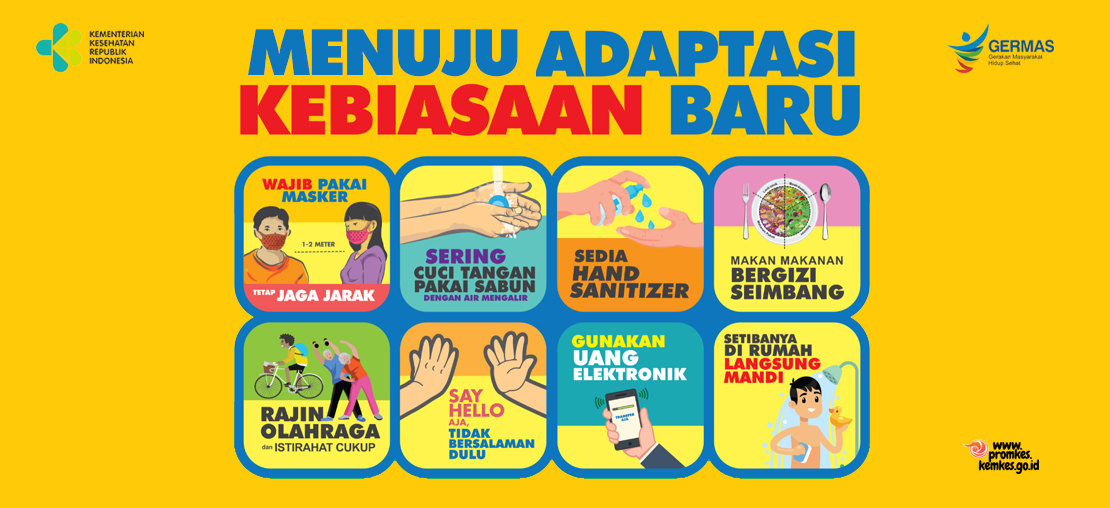 KEMENTERIAN
KESEHATAN
REPUBLIK
INDONESIA
MENUJU ADAPTASI
KEBIASAAN BARU
GERMAS
Gerakan Masyarakat
Hidup Sehat
WAJIB PAKAI
MASKER
1-2 METER
TETAP JAGA JARAK
SERING
CUCI TANGAN
PAKAI SABUN
DENGAN AIR MENGALIR
SEDIA
HAND
SANITIZER
MAKAN MAKANAN
BERGIZI
SEIMBANG
RAJIN
OLAHRAGA
dan ISTIRAHAT CUKUP
SAY
HELLO
AJA,
TIDAK
BERSALAMAN
DULU
GUNAKAN
UANG
ELEKTRONIK
TRANSFER
AJA
SETIBANYA
DI RUMAH
LANGSUNG
MANDI
www.
promkes.
kemkes.go.id